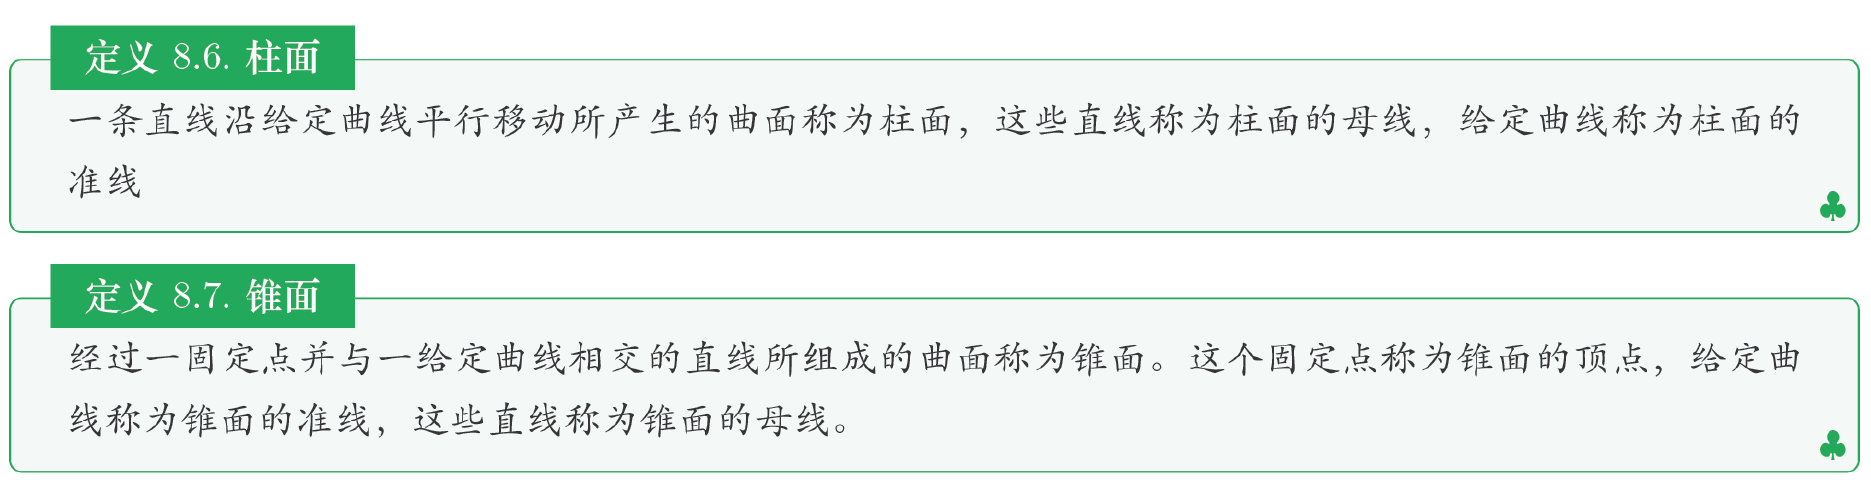 定义 8.6. 柱面
一条直线沿给定曲线平行移动所产生的曲面称为柱面，这些直线称为柱面的母线，给定曲线称为柱面的
准线
定义 8.7. 锥面
经过一固定点并与一给定曲线相交的直线所组成的曲面称为锥面。这个固定点称为锥面的顶点，给定曲
线称为锥面的准线，这些直线称为锥面的母线。